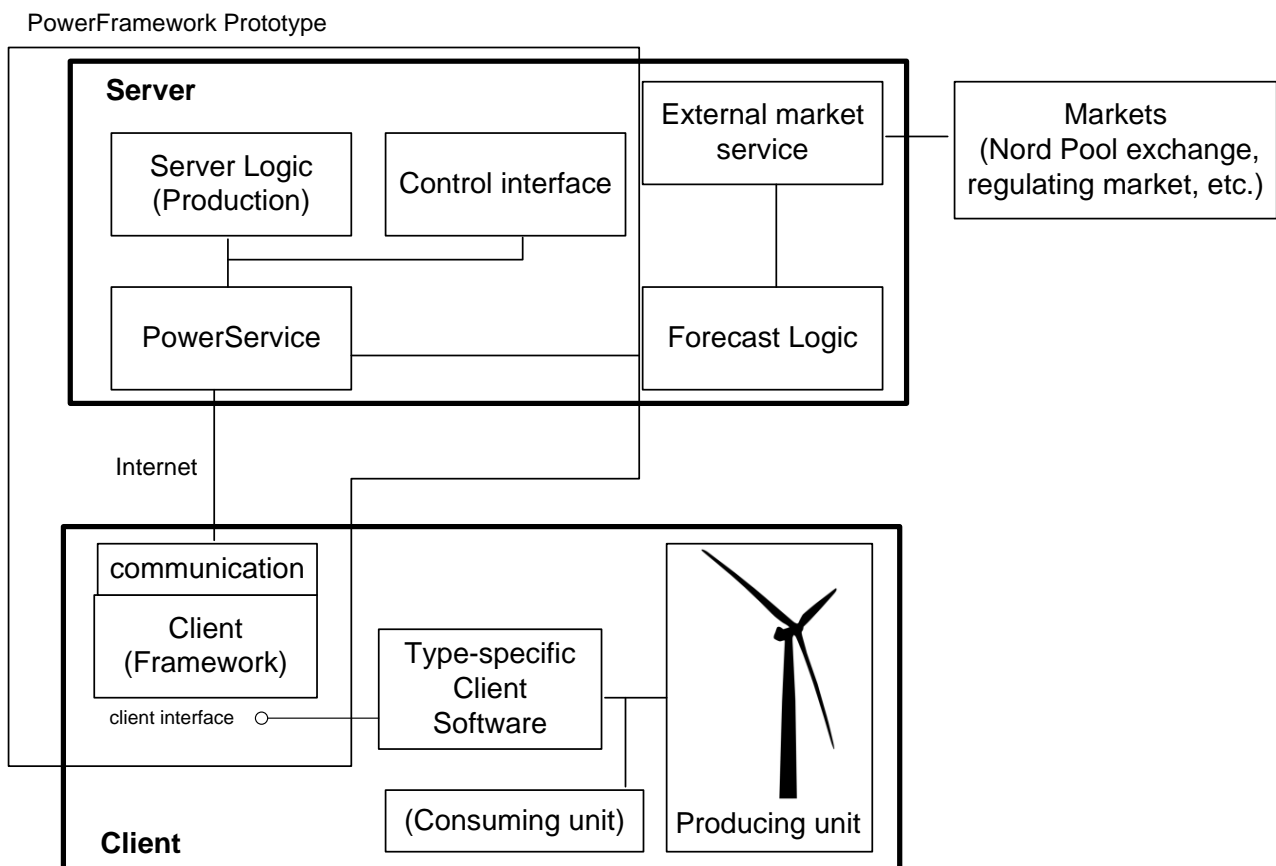 PowerFramework Prototype
Server
Server Logic
(Production)
Control interface
External market
service
Markets
(Nord Pool exchange,
regulating market, etc.)
PowerService
Forecast Logic
Internet
communication
Client
(Framework)
client interface
Type-specific
Client
Software
(Consuming unit)
Producing unit
Client